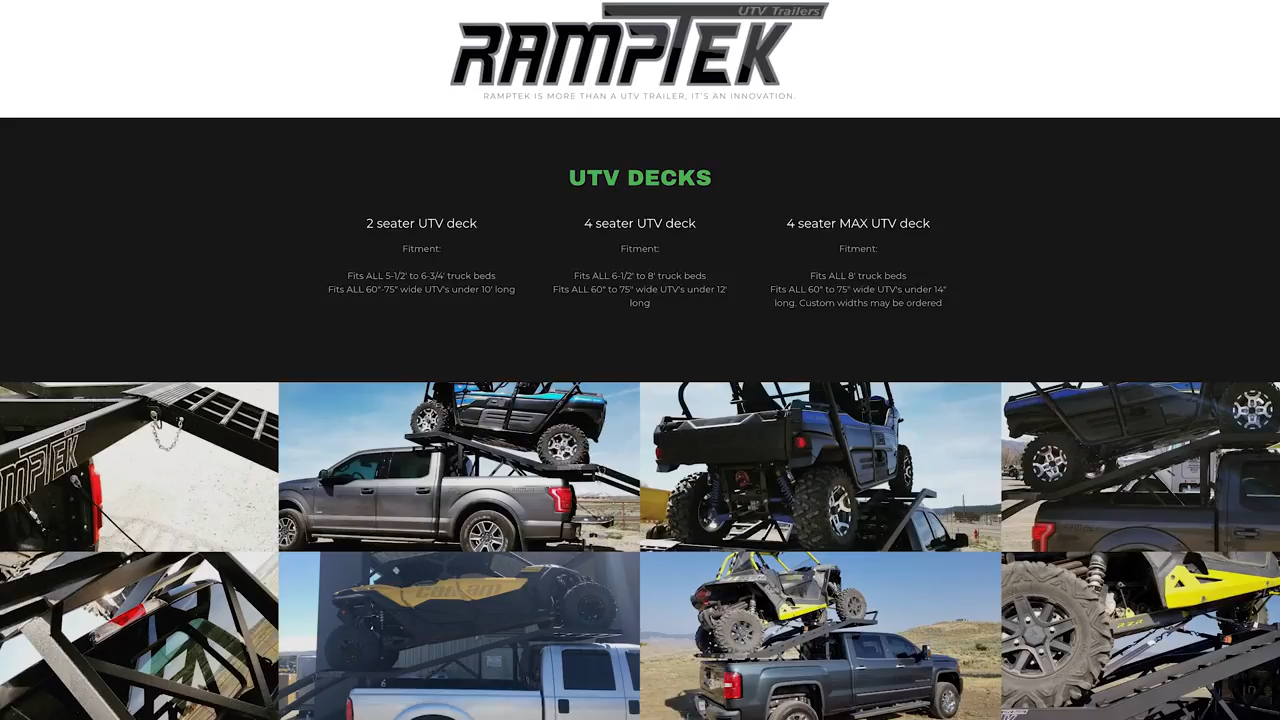 UTV Trailers
RAMPTEK
RAMPTEK IS MORE THAN A UTV TRAILER, IT'S AN INNOVATION.
UTV DECKS
2 seater UTV deck
4 seater UTV deck
4 seater MAX UTV deck
Fitment:
Fitment:
Fitment:
Fits ALL 5-1/2' to 6-3/4' truck beds
Fits ALL 60"-75" wide UTV's under 10' long
Fits ALL 6-1/2' to 8' truck beds
Fits ALL 60" to 75" wide UTV's under 12'
long
Fits ALL 8' truck beds
Fits ALL 60" to 75" wide UTV's under 14"
long. Custom widths may be ordered
RAMPTEK
can-am
RZR